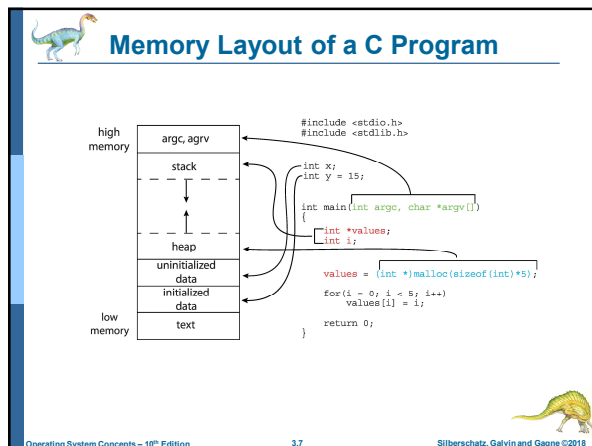 Memory Layout of a C Program
high
memory
argc, agrv
stack
heap
uninitialized
data
initialized
data
low
memory
text
#include <stdio.h>
#include <stdlib.h>
int x;
int y = 15;
int main(int argc, char *argv[])
{
int *values;
int i;
values = (int *)malloc(sizeof(int)*5);
for(i = 0; i < 5; i++)
values[i] = i;
return 0;
}
Operating System Concepts – 10th Edition
3.7
Silberschatz, Galvin and Gagne ©2018